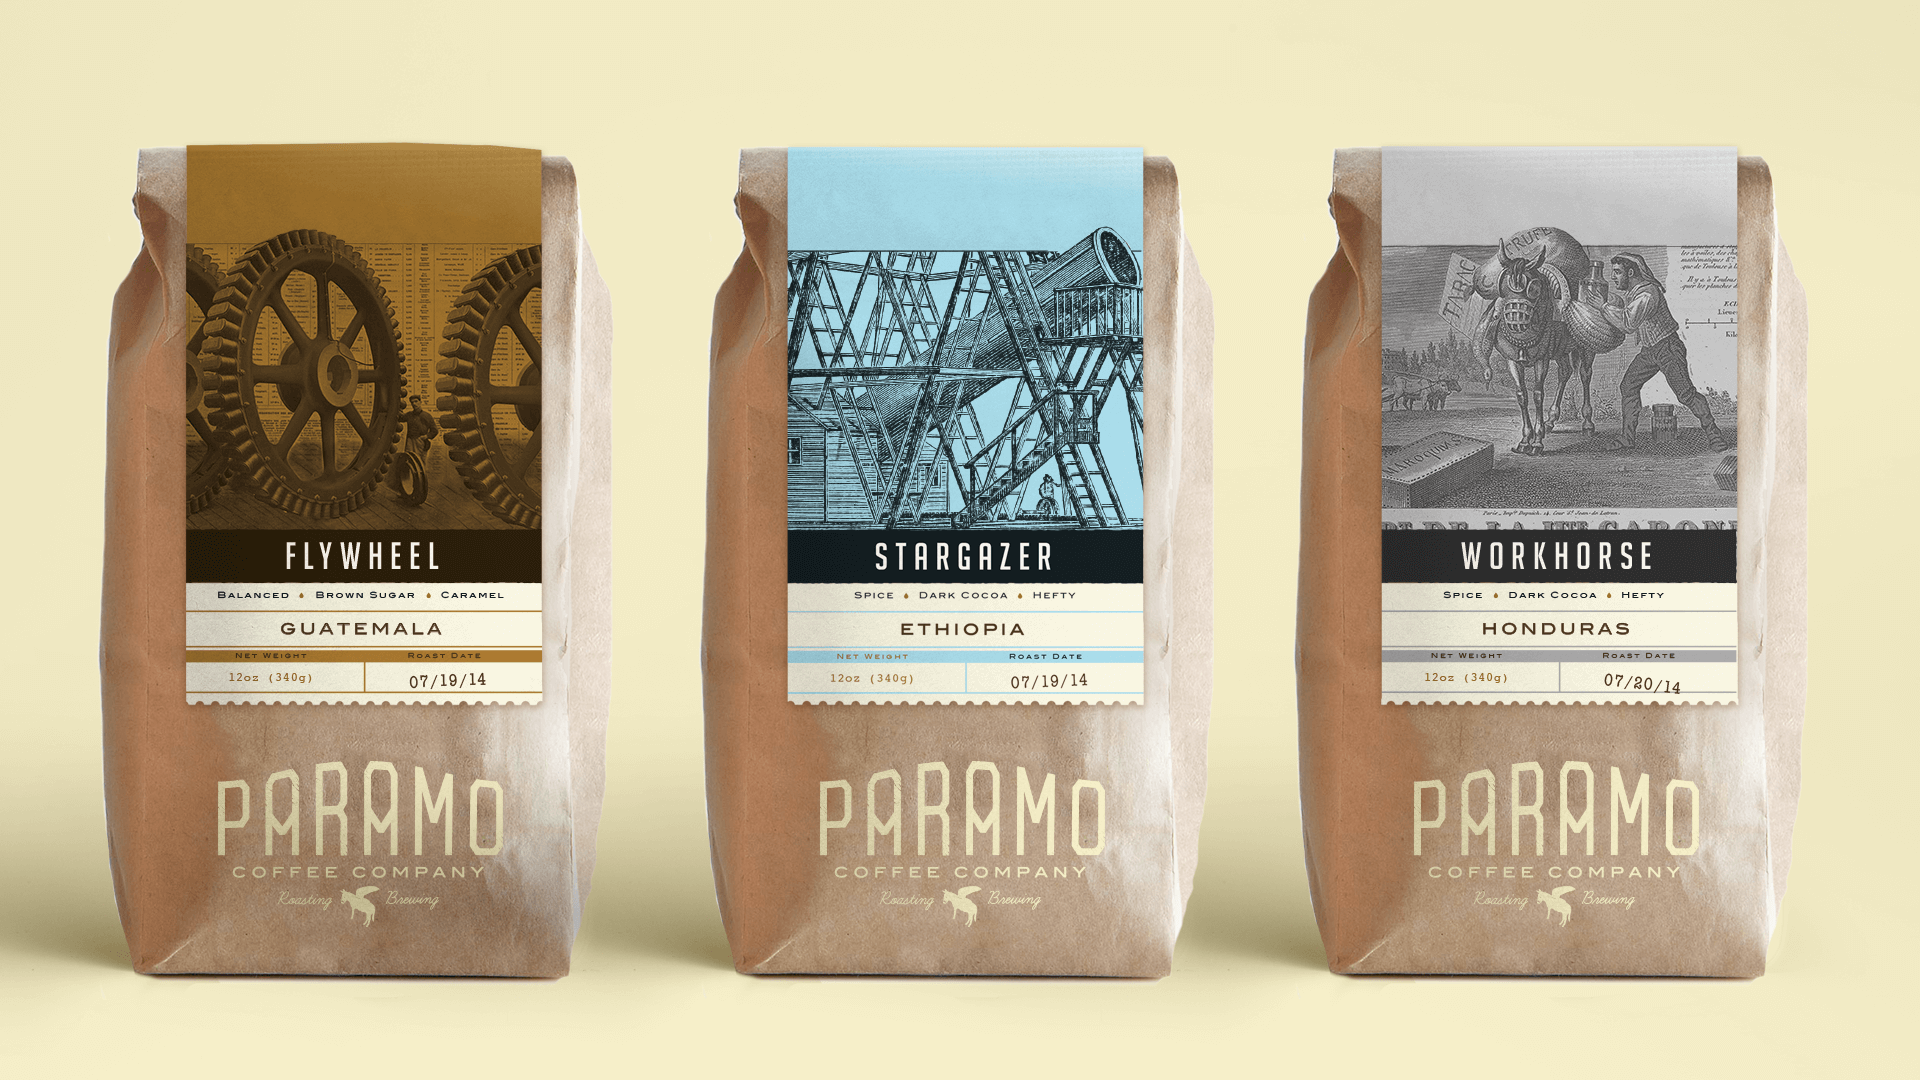 FLYWHEEL
BALANCED BROWN SUGAR CARAMEL
GUATEMALA
NET WEIGHT ROAST DATE
12oz (340g) 07/19/14
PARAMO
COFFEE COMPANY
Roasting Brewing
STARGAZER
SPICE DARK COCOA HEFTY
ETHIOPIA
NET WEIGHT ROAST DATE
12oz (340g) 07/19/14
PARAMO
COFFEE COMPANY
Roasting Brewing
CRUFE
TABAC
MAROQUIN
WORKHORSE
SPICE DARK COCOA HEFTY
HONDURAS
NET WEIGHT ROAST DATE
12oz (340g) 07/20/14
PARAMO
COFFEE COMPANY
Roasting Brewing